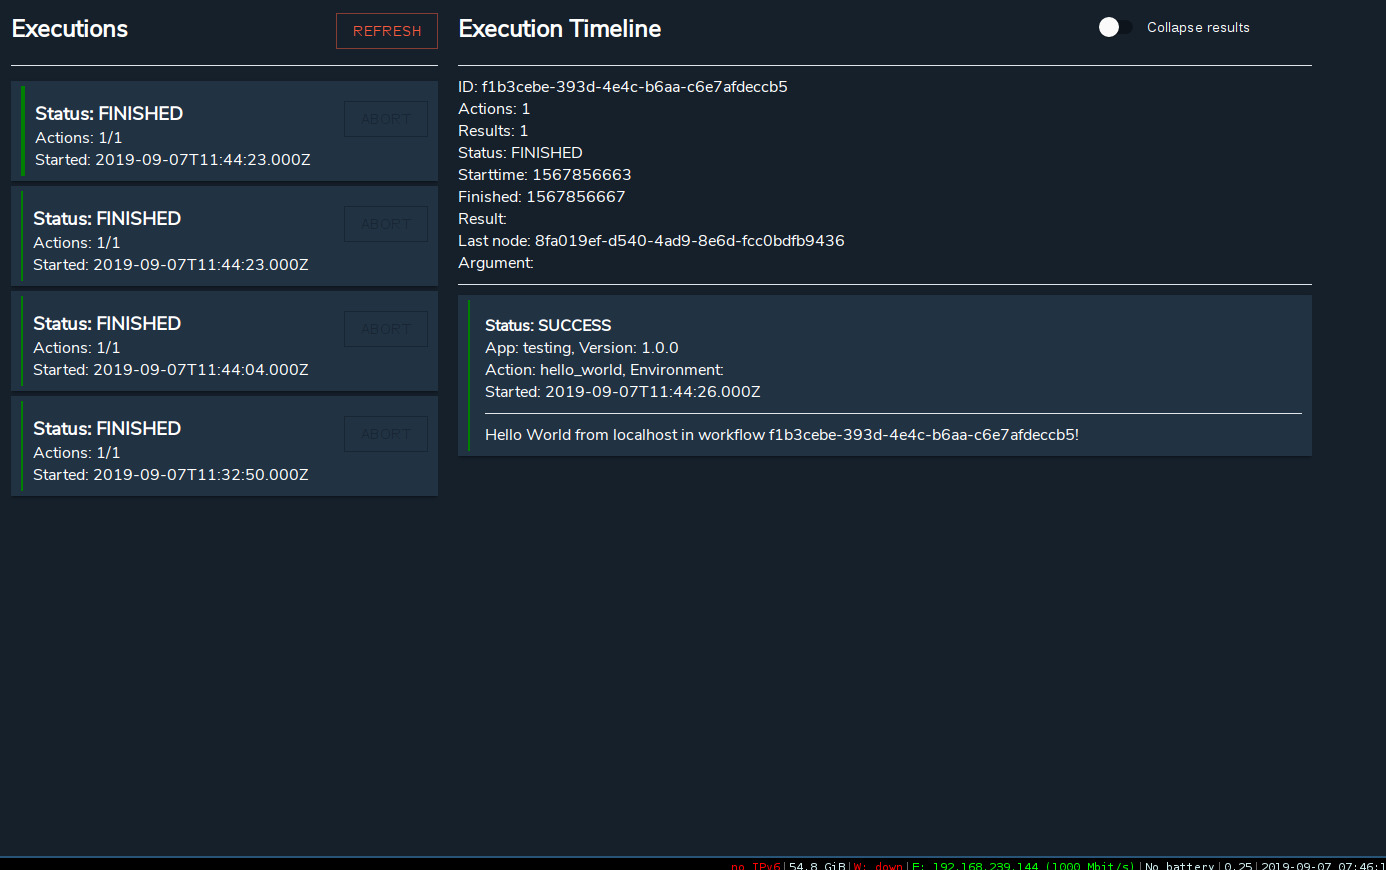 Executions
REFRESH
Status: FINISHED
ABORT
Actions: 1/1
Started: 2019-09-07T11:44:23.000Z
Status: FINISHED
ABORT
Actions: 1/1
Started: 2019-09-07T11:44:23.000Z
Status: FINISHED
ABORT
Actions: 1/1
Started: 2019-09-07T11:44:04.000Z
Status: FINISHED
ABORT
Actions: 1/1
Started: 2019-09-07T11:32:50.000Z
Execution Timeline
Collapse results
ID: f1b3cebe-393d-4e4c-b6aa-c6e7afdeccb5
Actions: 1
Results: 1
Status: FINISHED
Starttime: 1567856663
Finished: 1567856667
Result:
Last node: 8fa019ef-d540-4ad9-8e6d-fcc0bdfb9436
Argument:
Status: SUCCESS
App: testing, Version: 1.0.0
Action: hello_world, Environment:
Started: 2019-09-07T11:44:26.000Z
Hello World from localhost in workflow f1b3cebe-393d-4e4c-b6aa-c6e7afdeccb5!
no IPv6|54.8 GiB|W: down|E: 192.168.239.144 (1000 Mbit/s)|No battery|0.25|2019-09-07 07:46:1